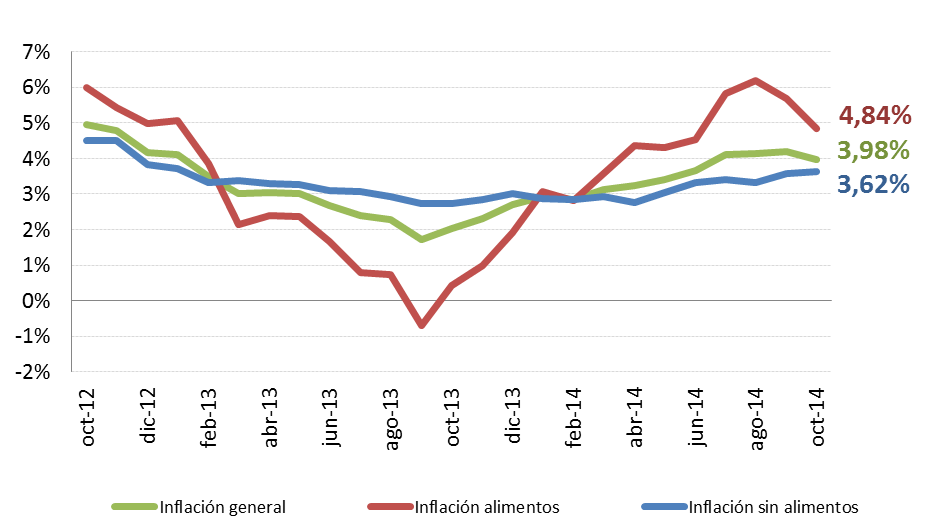 7%
6%
5%
4%
3%
2%
1%
0%
-1%
-2%
4,84%
3,98%
3,62%
oct-12
dic-12
feb-13
abr-13
jun-13
ago-13
oct-13
dic-13
feb-14
abr-14
jun-14
ago-14
oct-14
Inflación general
Inflación alimentos
Inflación sin alimentos